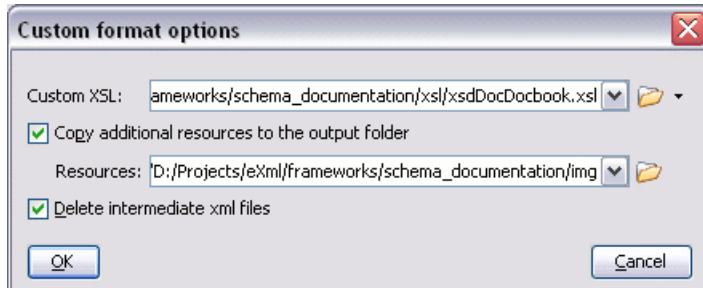 Custom format options
Custom XSL: ameworks/schema_documentation/xsl/xsdDocDocbook.xsl
Copy additional resources to the output folder
Resources: 'D:/Projects/eXml/frameworks/schema_documentation/img
Delete intermediate xml files
OK Cancel